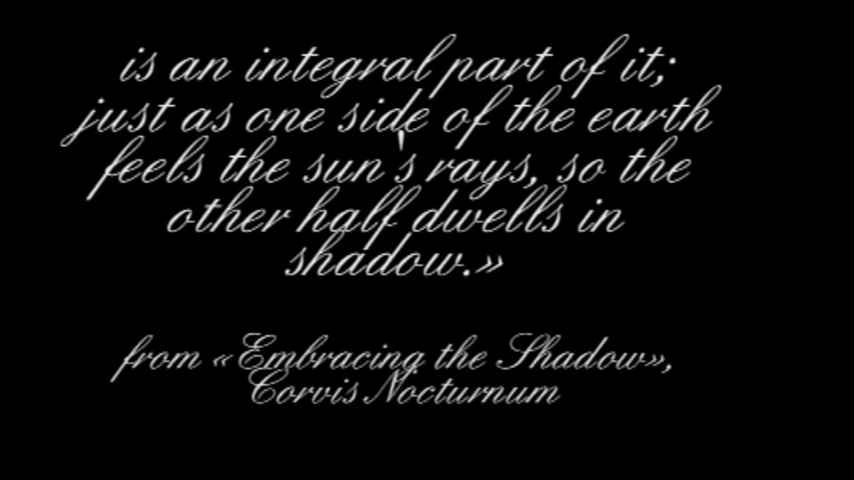 is an integral part of it;
just as one side of the earth
feels the sun's rays, so the
other half dwells in
shadow.»
from «Embracing the Shadow»,
Corvis Nocturnum